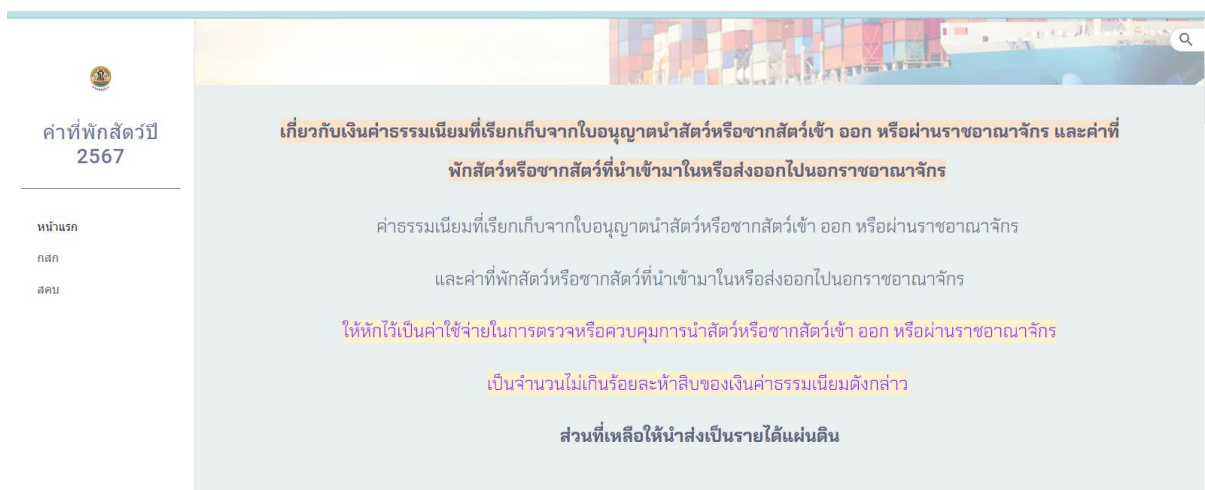 ค่าที่พักสัตว์ปี
2567
หน้าแรก
กสก
สคบ
เกี่ยวกับเงินค่าธรรมเนียมที่เรียกเก็บจากใบอนุญาตนำสัตว์หรือซากสัตว์เข้า ออก หรือผ่านราชอาณาจักร และค่าที่
พักสัตว์หรือซากสัตว์ที่นำเข้ามาในหรือส่งออกไปนอกราชอาณาจักร
ค่าธรรมเนียมที่เรียกเก็บจากใบอนุญาตนำสัตว์หรือซากสัตว์เข้า ออก หรือผ่านราชอาณาจักร
และค่าที่พักสัตว์หรือซากสัตว์ที่นำเข้ามาในหรือส่งออกไปนอกราชอาณาจักร
ให้หักไว้เป็นค่าใช้จ่ายในการตรวจหรือควบคุมการนำสัตว์หรือซากสัตว์เข้า ออก หรือผ่านราชอาณาจักร
เป็นจำนวนไม่เกินร้อยละห้าสิบของเงินค่าธรรมเนียมดังกล่าว
ส่วนที่เหลือให้นำส่งเป็นรายได้แผ่นดิน